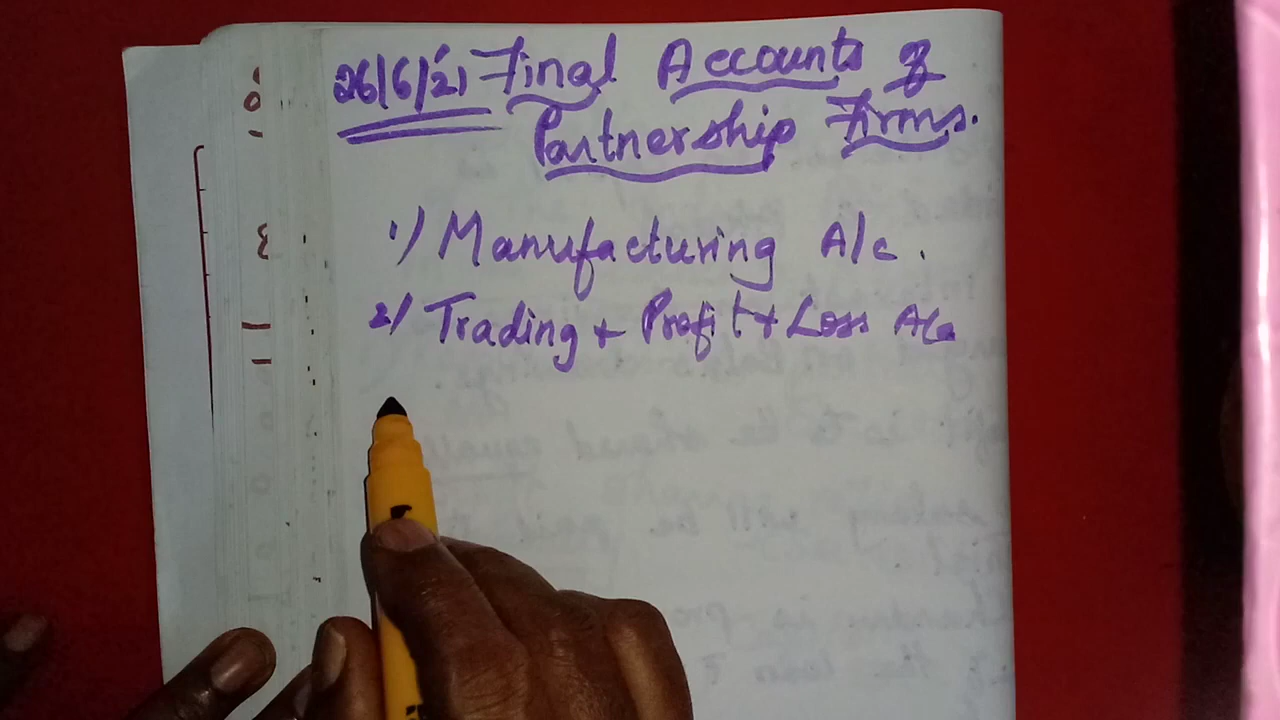 26/6/21 Final Accounts of
Partnership Firms.
1) Manufacturing A/c.
2) Trading + Profit + Loss A/c